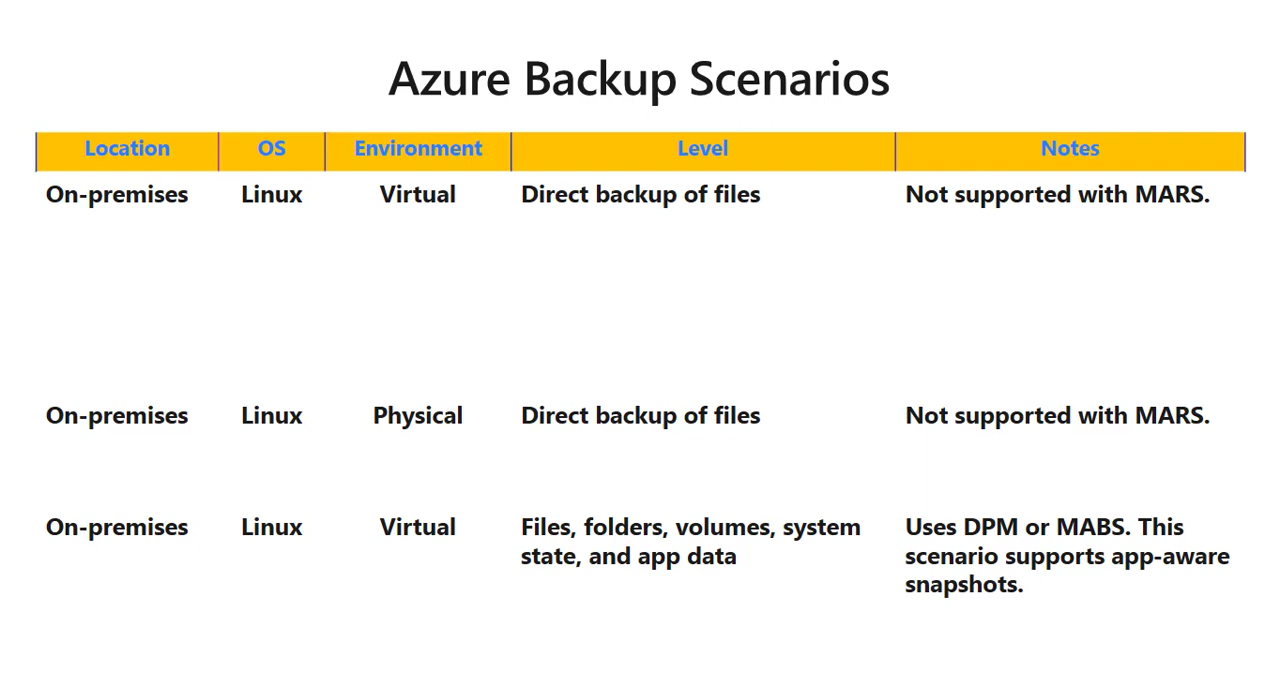 Azure Backup Scenarios
Location OS Environment Level Notes
On-premises Linux Virtual Direct backup of files Not supported with MARS.
On-premises Linux Physical Direct backup of files Not supported with MARS.
On-premises Linux Virtual Files, folders, volumes, system Uses DPM or MABS. This
state, and app data scenario supports app-aware
snapshots.